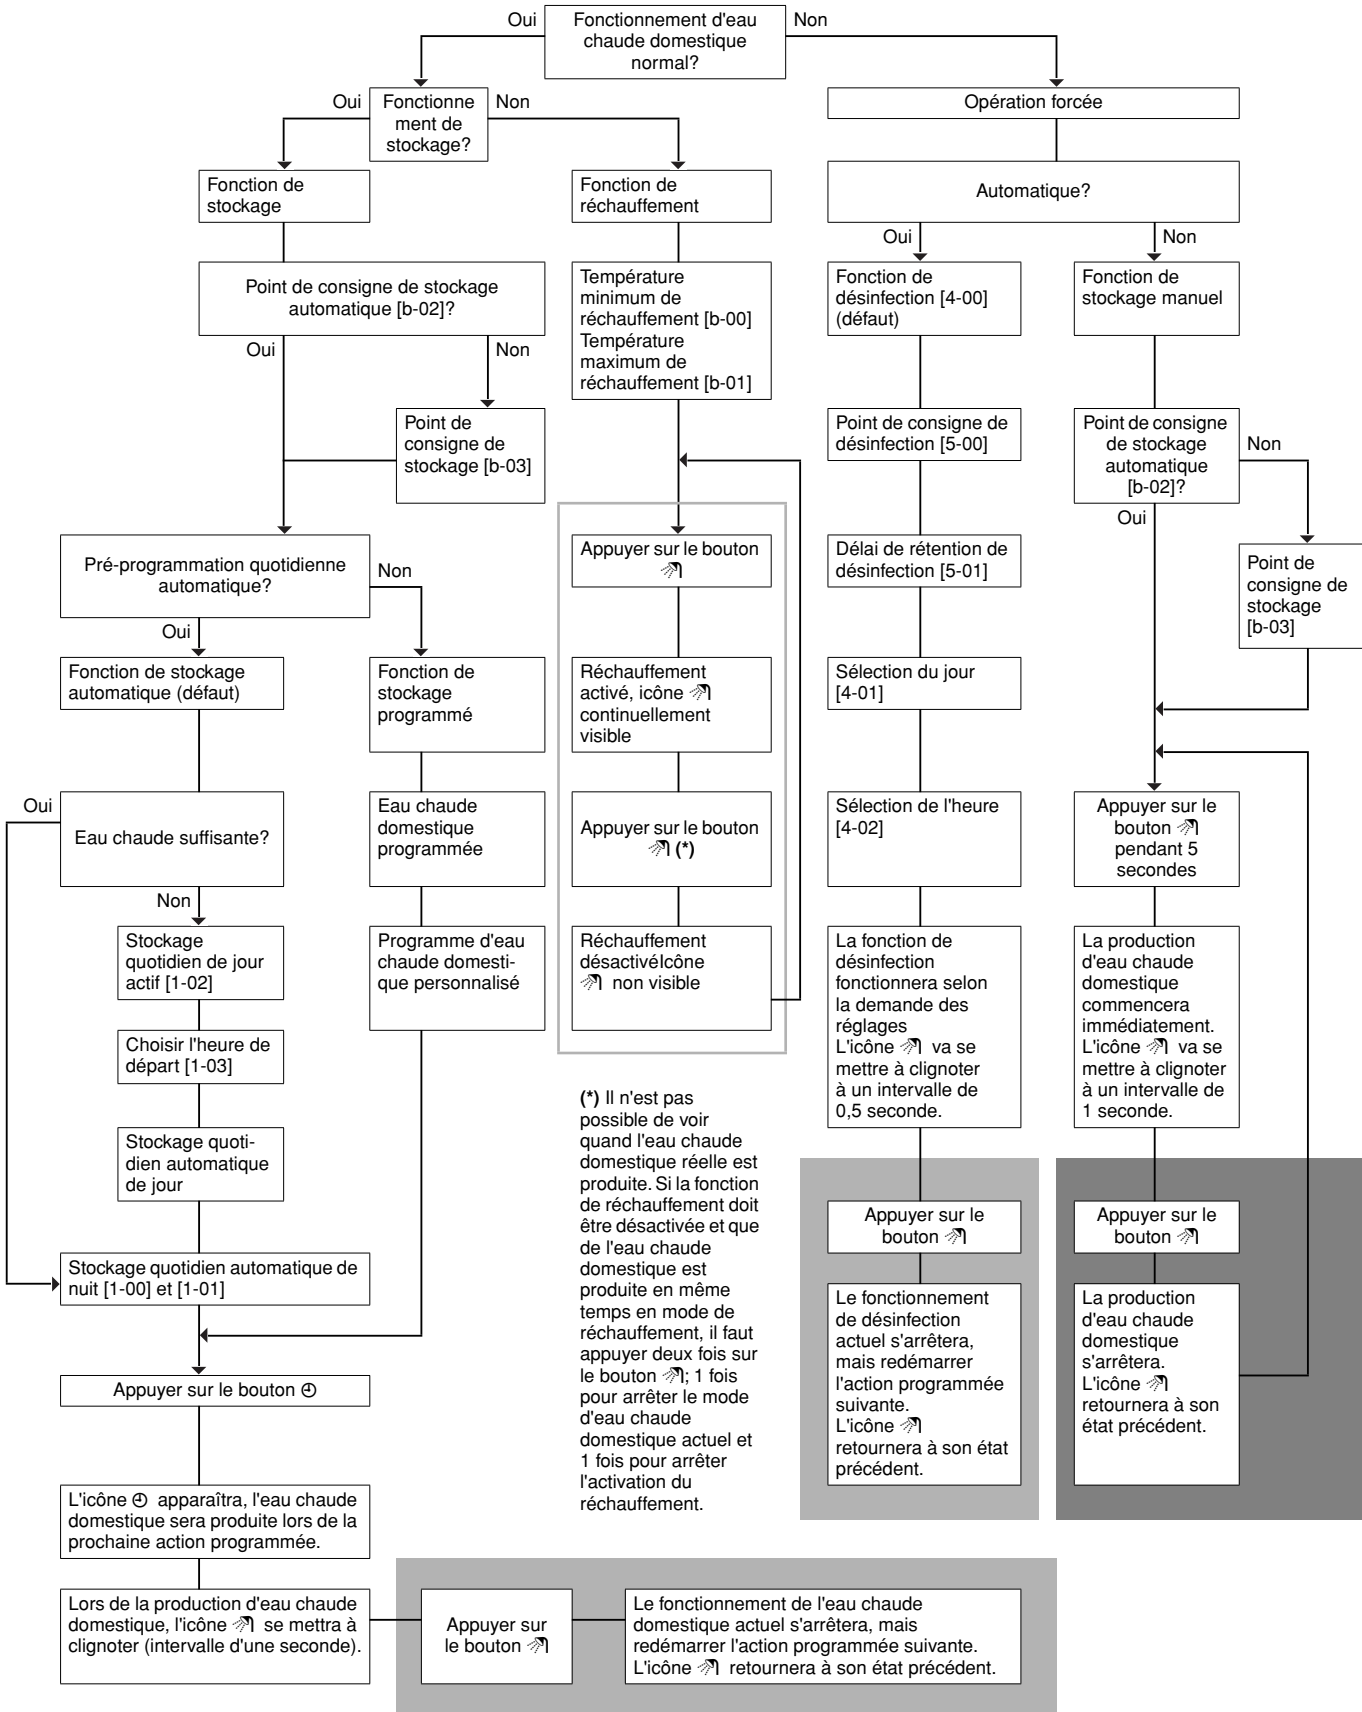 Fonctionnement d'eau
chaude domestique
normal?
Oui
Non
Fonctionne
ment de
stockage?
Oui
Non
Opération forcée
Fonction de
stockage
Fonction de
réchauffement
Automatique?
Oui
Non
Point de consigne de stockage
automatique [b-02]?
Oui
Non
Température
minimum de
réchauffement [b-00]
Température
maximum de
réchauffement [b-01]
Fonction de
désinfection [4-00]
(défaut)
Fonction de
stockage manuel
Point de
consigne de
stockage [b-03]
Point de consigne de
désinfection [5-00]
Point de consigne
de stockage
automatique
[b-02]?
Non
Oui
Pré-programmation quotidienne
automatique?
Non
Oui
Appuyer sur le bouton
Délai de rétention de
désinfection [5-01]
Point de
consigne de
stockage
[b-03]
Fonction de stockage
automatique (défaut)
Fonction de
stockage
programmé
Réchauffement
activé, icône
continuellement
visible
Sélection du jour
[4-01]
Oui
Eau chaude suffisante?
Non
Eau chaude
domestique
programmée
Appuyer sur le bouton
(*)
Sélection de l'heure
[4-02]
Appuyer sur le
bouton
pendant 5
secondes
Stockage
quotidien de jour
actif [1-02]
Programme d'eau
chaude domesti-
que personnalisé
Réchauffement
désactivéIcône
non visible
La fonction de
désinfection
fonctionnera selon
la demande des
réglages
L'icône va se
mettre à clignoter
à un intervalle de
0,5 seconde.
La production
d'eau chaude
domestique
commencera
immédiatement.
L'icône va se
mettre à clignoter
à un intervalle de
1 seconde.
Choisir l'heure de
départ [1-03]
Stockage quoti-
dien automatique
de jour
(*) Il n'est pas
possible de voir
quand l'eau chaude
domestique réelle est
produite. Si la fonction
de réchauffement doit
être désactivée et que
de l'eau chaude
domestique est
produite en même
temps en mode de
réchauffement, il faut
appuyer deux fois sur
le bouton ; 1 fois
pour arrêter le mode
d'eau chaude
domestique actuel et
1 fois pour arrêter
l'activation du
réchauffement.
Appuyer sur le
bouton
Appuyer sur le
bouton
Stockage quotidien automatique de
nuit [1-00] et [1-01]
Le fonctionnement
de désinfection
actuel s'arrêtera,
mais redémarrer
l'action programmée
suivante.
L'icône
retournera à son état
précédent.
La production
d'eau chaude
domestique
s'arrêtera.
L'icône
retournera à son
état précédent.
Appuyer sur le bouton
L'icône apparaîtra, l'eau chaude
domestique sera produite lors de la
prochaine action programmée.
Lors de la production d'eau chaude
domestique, l'icône se mettra à
clignoter (intervalle d'une seconde).
Appuyer sur
le bouton
Le fonctionnement de l'eau chaude
domestique actuel s'arrêtera, mais
redémarrer l'action programmée suivante.
L'icône retournera à son état précédent.